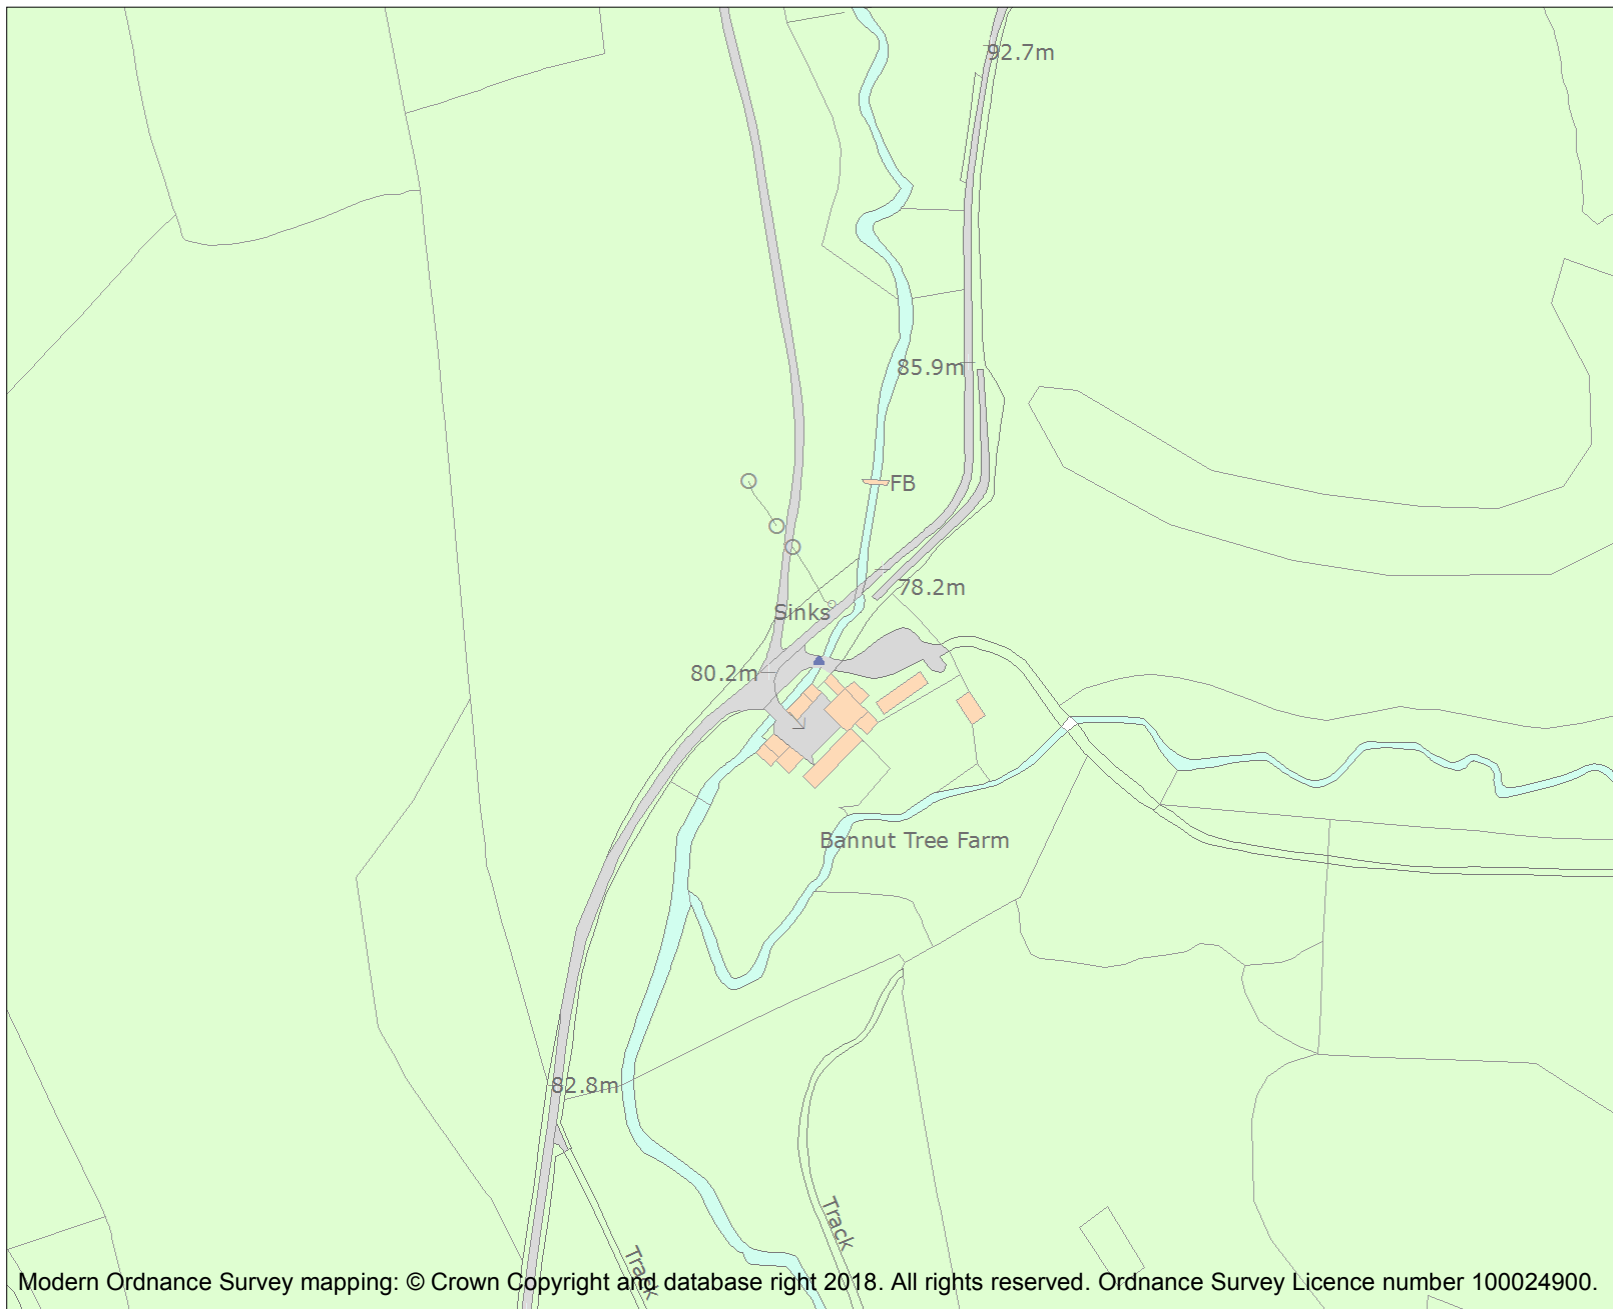 92.7m
85.9m
FB
78.2m
Sinks
80.2m
Bannut Tree Farm
82.8m
Track
Track
Modern Ordnance Survey mapping: © Crown Copyright and database right 2018. All rights reserved. Ordnance Survey Licence number 100024900.